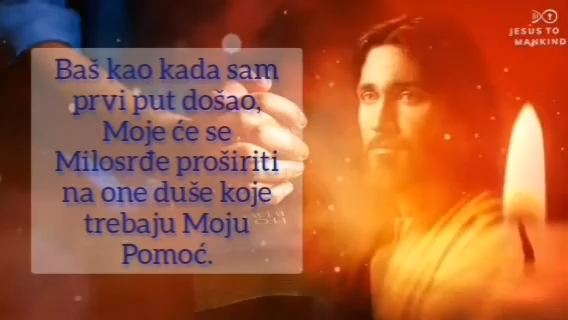 JESUS TO
MANKIND
Baš kao kada sam
prvi put došao,
Moje će se
Milosrđe proširiti
na one duše koje
trebaju Moju
Pomoć.